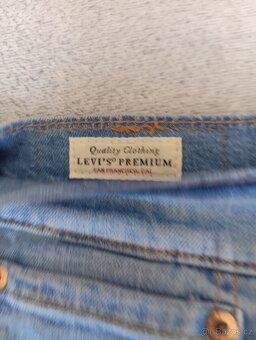 Quality Clothing
LEVI'S® PREMIUM
SAN FRANCISCO, CAL